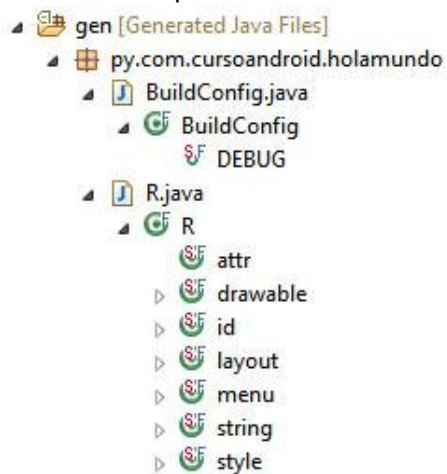 gen [Generated Java Files]
py.com.cursoandroid.holamundo
BuildConfig.java
BuildConfig
DEBUG
R.java
R
attr
drawable
id
layout
menu
string
style